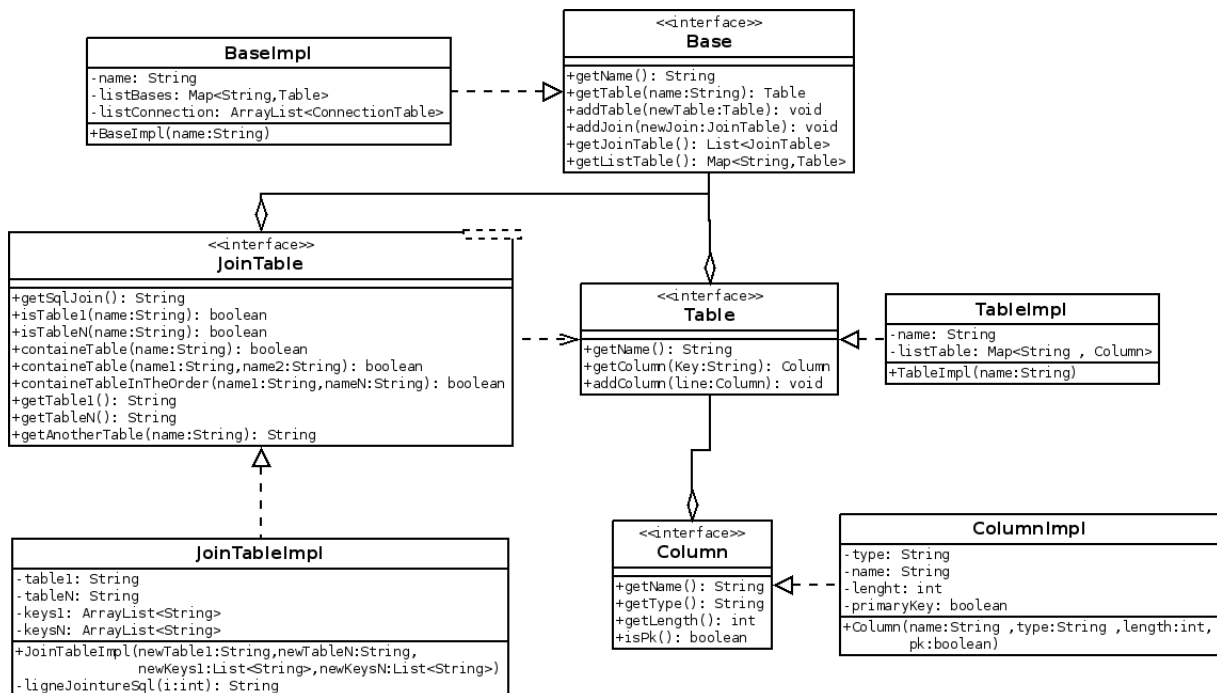 <<interface>>
Base
+getName(): String
+getTable(name:String): Table
+addTable(newTable:Table): void
+addJoin(newJoin:JoinTable): void
+getJoinTable(): List<JoinTable>
+getListTable(): Map<String,Table>
BaseImpl
-name: String
-listBases: Map<String,Table>
-listConnection: ArrayList<ConnectionTable>
+BaseImpl(name:String)
<<interface>>
JoinTable
+getSqlJoin(): String
+isTable1(name:String): boolean
+isTableN(name:String): boolean
+containeTable(name:String): boolean
+containeTable(name1:String,name2:String): boolean
+containeTableInTheOrder(name1:String,nameN:String): boolean
+getTable1(): String
+getTableN(): String
+getAnotherTable(name:String): String
<<interface>>
Table
+getName(): String
+getColumn(Key:String): Column
+addColumn(line:Column): void
TableImpl
-name: String
-listTable: Map<String , Column>
+TableImpl(name:String)
JoinTableImpl
-table1: String
-tableN: String
-keys1: ArrayList<String>
-keysN: ArrayList<String>
+JoinTableImpl(newTable1:String,newTableN:String,
newKeys1:List<String>,newKeysN:List<String>)
-ligneJointureSql(i:int): String
<<interface>>
Column
+getName(): String
+getType(): String
+getLength(): int
+isPk(): boolean
ColumnImpl
-type: String
-name: String
-lenght: int
-primaryKey: boolean
+Column(name:String ,type:String ,length:int,
pk:boolean)